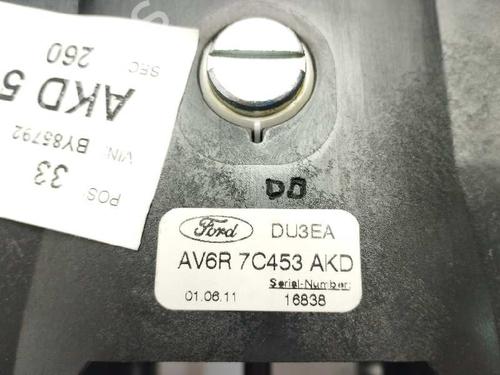 260
SEC
AKD 5
VIN: BY85792
33
POS
Ford
DU3EA
AV6R 7C453 AKD
Serial-Number:
01.06.11
16838